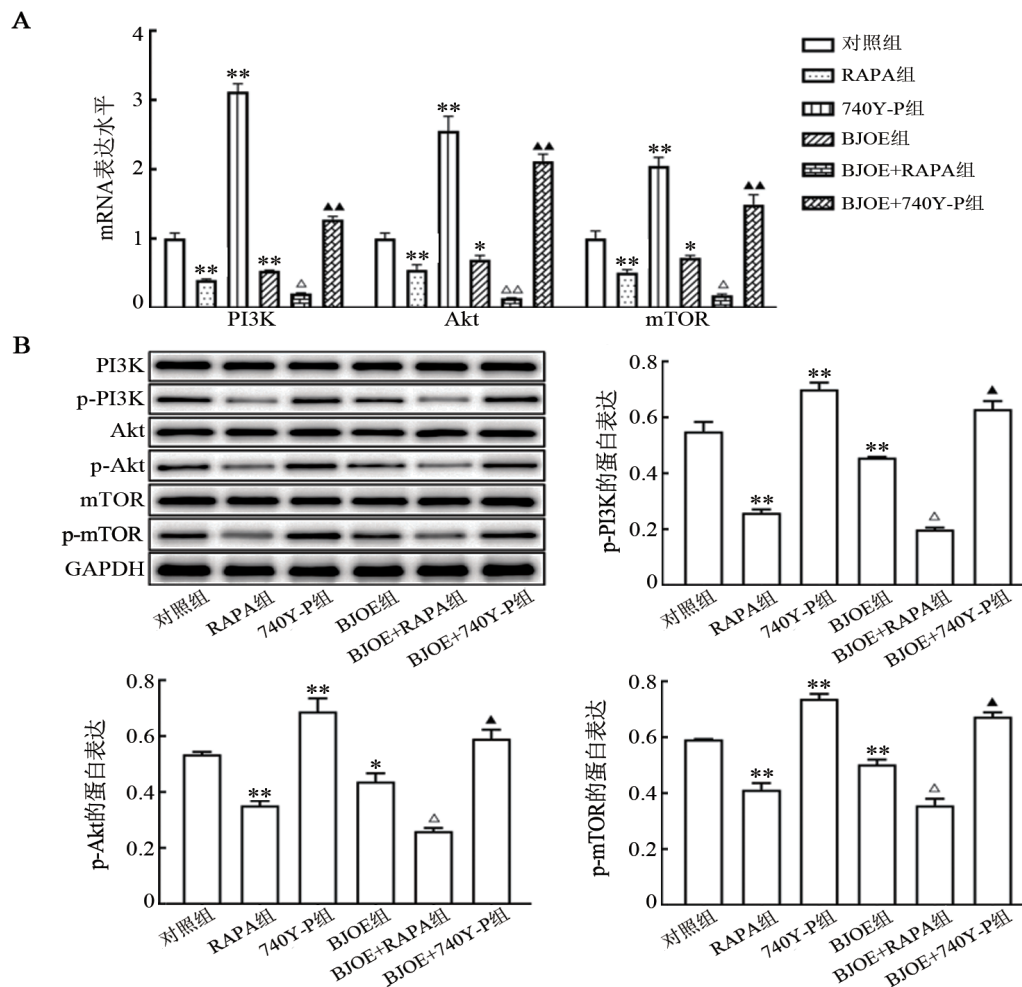 A
mRNA表达水平
4
3
2
1
0
** ** ** ▲▲ △
** ** * ▲▲ △△
** ** * ▲▲ △
PI3K Akt mTOR
对照组
RAPA组
740Y-P组
BJOE组
BJOE+RAPA组
BJOE+740Y-P组
B
PI3K
p-PI3K
Akt
p-Akt
mTOR
p-mTOR
GAPDH
对照组 RAPA组 740Y-P组 BJOE组 BJOE+RAPA组 BJOE+740Y-P组
p-PI3K的蛋白表达
0.8
0.6
0.4
0.2
0
** ** ** △ ▲
对照组 RAPA组 740Y-P组 BJOE组 BJOE+RAPA组 BJOE+740Y-P组
p-Akt的蛋白表达
0.8
0.6
0.4
0.2
0
** ** * △ ▲
对照组 RAPA组 740Y-P组 BJOE组 BJOE+RAPA组 BJOE+740Y-P组
p-mTOR的蛋白表达
0.8
0.6
0.4
0.2
0
** ** ** △ ▲
对照组 RAPA组 740Y-P组 BJOE组 BJOE+RAPA组 BJOE+740Y-P组